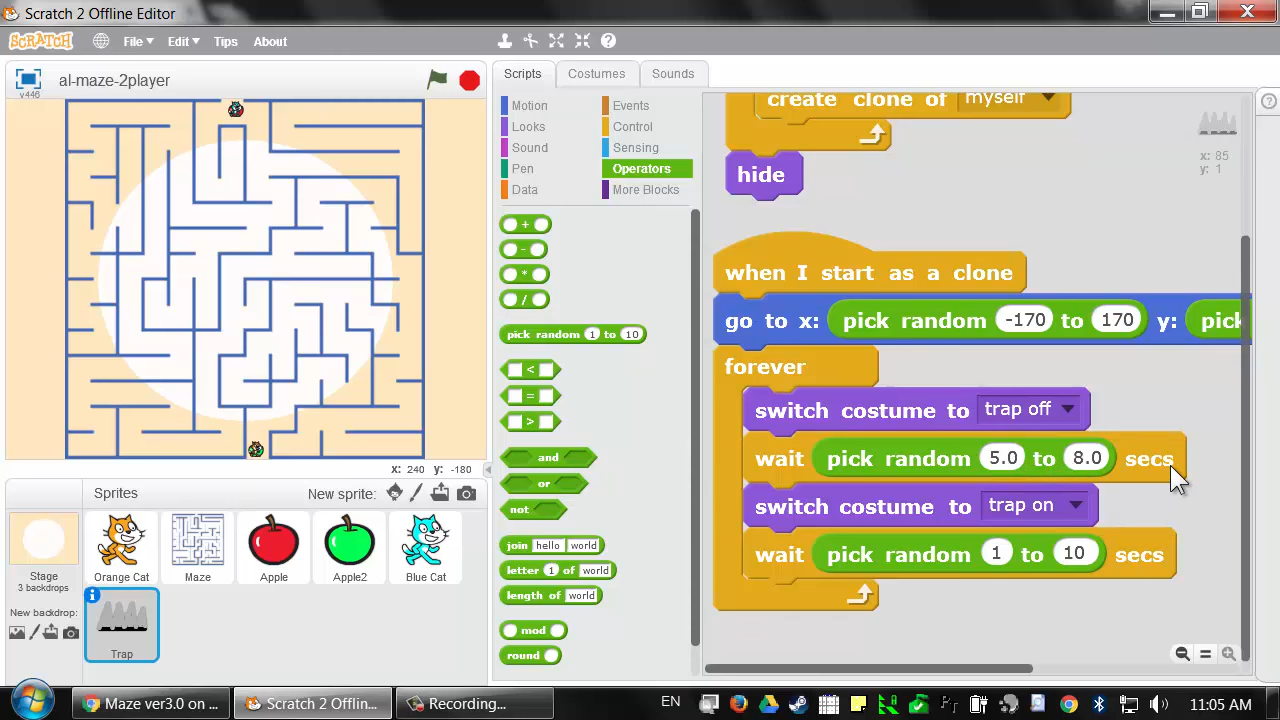 Scratch 2 Offline Editor
SCRATCH File Edit Tips About
v446 al-maze-2player
x: 240 y: -180
Sprites New sprite:
Stage
3 backdrops
New backdrop:
Orange Cat Maze Apple Apple2 Blue Cat
Trap
Scripts Costumes Sounds
Motion Events
Looks Control
Sound Sensing
Pen Operators
Data More Blocks
+
-
*
/
pick random 1 to 10
<
=
>
and
or
not
join hello world
letter 1 of world
length of world
mod
round
create clone of myself
hide
x: 85
y: 1
when I start as a clone
go to x: pick random -170 to 170 y: pick
forever
switch costume to trap off
wait pick random 5.0 to 8.0 secs
switch costume to trap on
wait pick random 1 to 10 secs
Maze ver3.0 on ... Scratch 2 Offlin... Recording... EN 11:05 AM